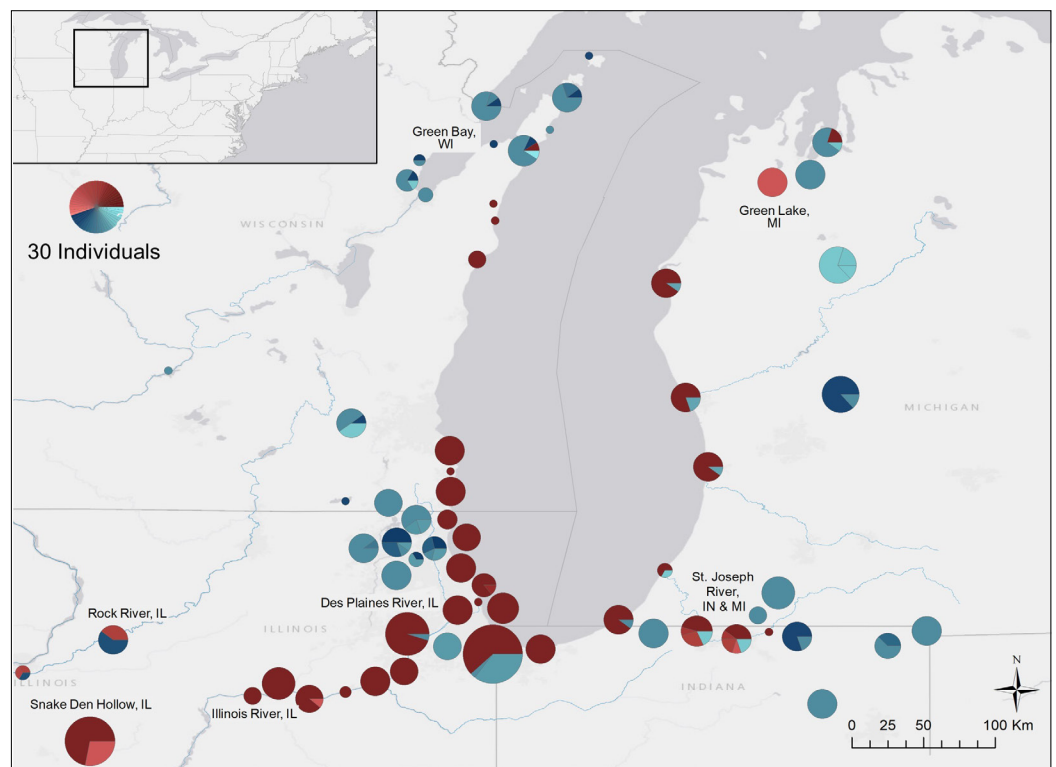 Green Bay,
WI
WISCONSIN
30 Individuals
Green Lake,
MI
MICHIGAN
St. Joseph
River,
IN & MI
Rock River, IL
Des Plaines River, IL
ILLINOIS
ILLINOIS
INDIANA
Snake Den Hollow, IL
Illinois River, IL
N
0 25 50 100 Km